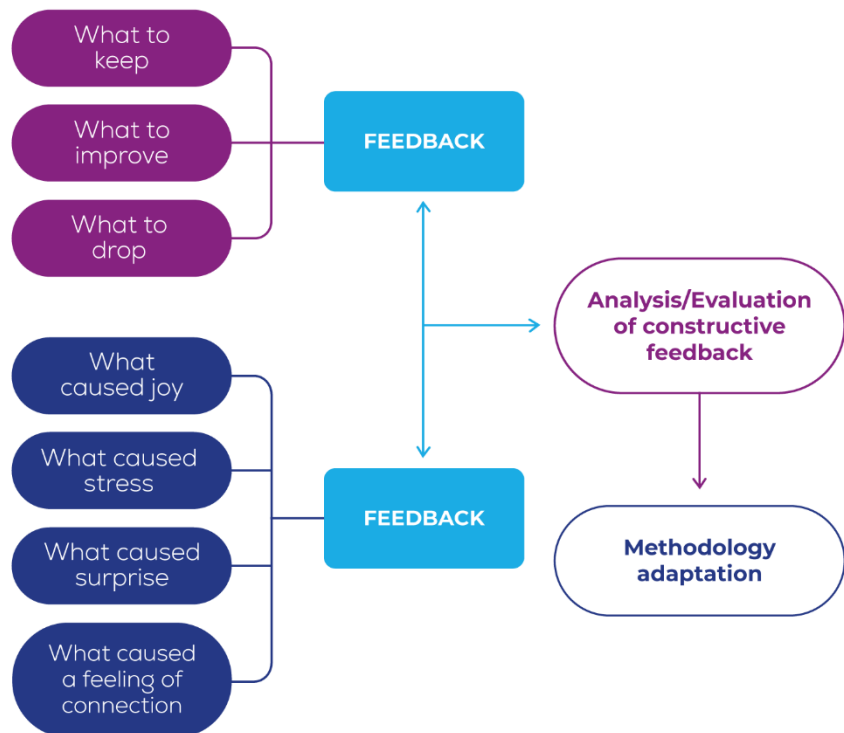 What to
keep
What to
improve
What to
drop
FEEDBACK
What
caused joy
What caused
stress
What caused
surprise
What caused
a feeling of
connection
FEEDBACK
Analysis/Evaluation
of constructive
feedback
Methodology
adaptation